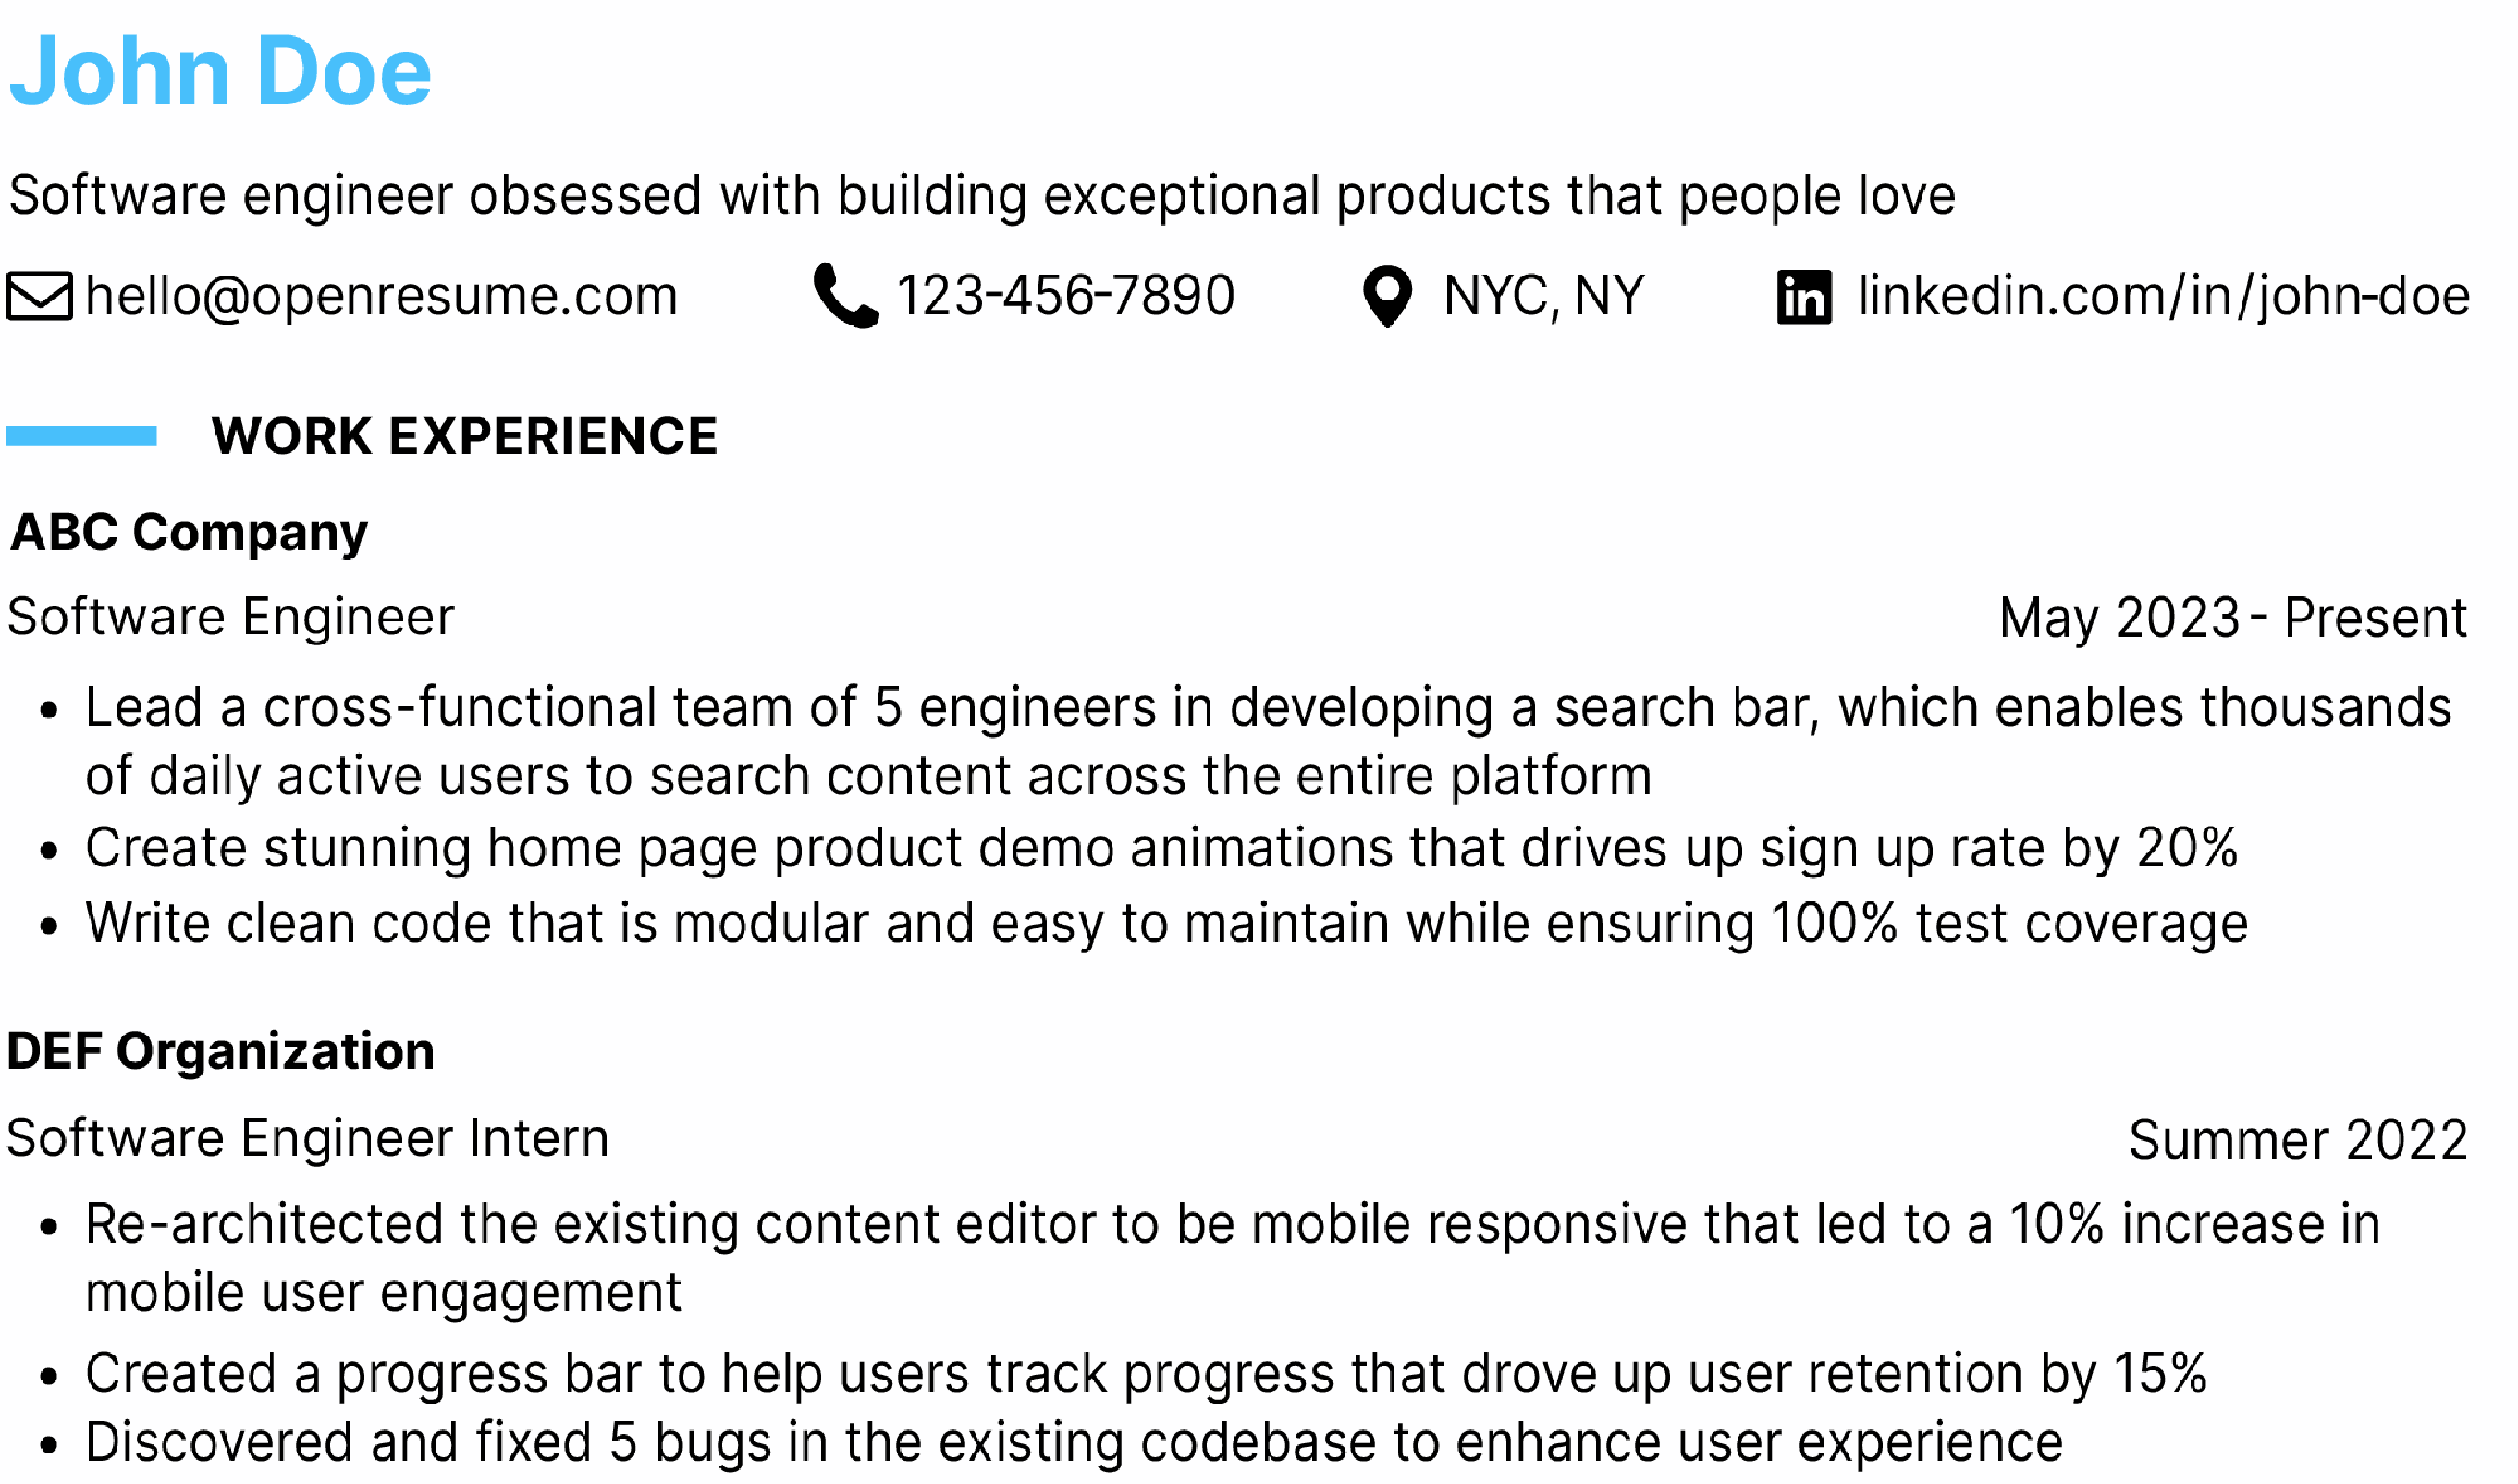 John Doe
Software engineer obsessed with building exceptional products that people love
hello@openresume.com 123-456-7890 NYC, NY linkedin.com/in/john-doe
WORK EXPERIENCE
ABC Company
Software Engineer May 2023 - Present
• Lead a cross-functional team of 5 engineers in developing a search bar, which enables thousands
of daily active users to search content across the entire platform
• Create stunning home page product demo animations that drives up sign up rate by 20%
• Write clean code that is modular and easy to maintain while ensuring 100% test coverage
DEF Organization
Software Engineer Intern Summer 2022
• Re-architected the existing content editor to be mobile responsive that led to a 10% increase in
mobile user engagement
• Created a progress bar to help users track progress that drove up user retention by 15%
• Discovered and fixed 5 bugs in the existing codebase to enhance user experience